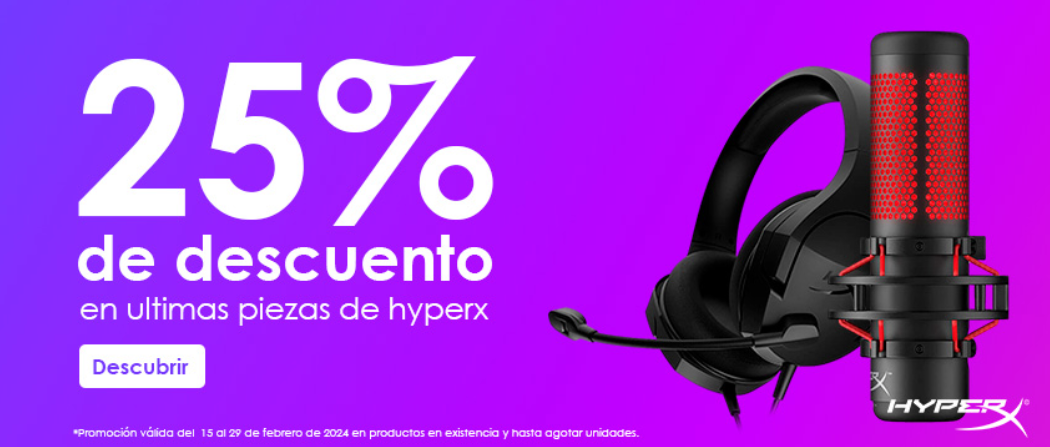 25%
de descuento
en ultimas piezas de hyperx
Descubrir
*Promoción válida del 15 al 29 de febrero de 2024 en productos en existencia y hasta agotar unidades.
HYPERX®